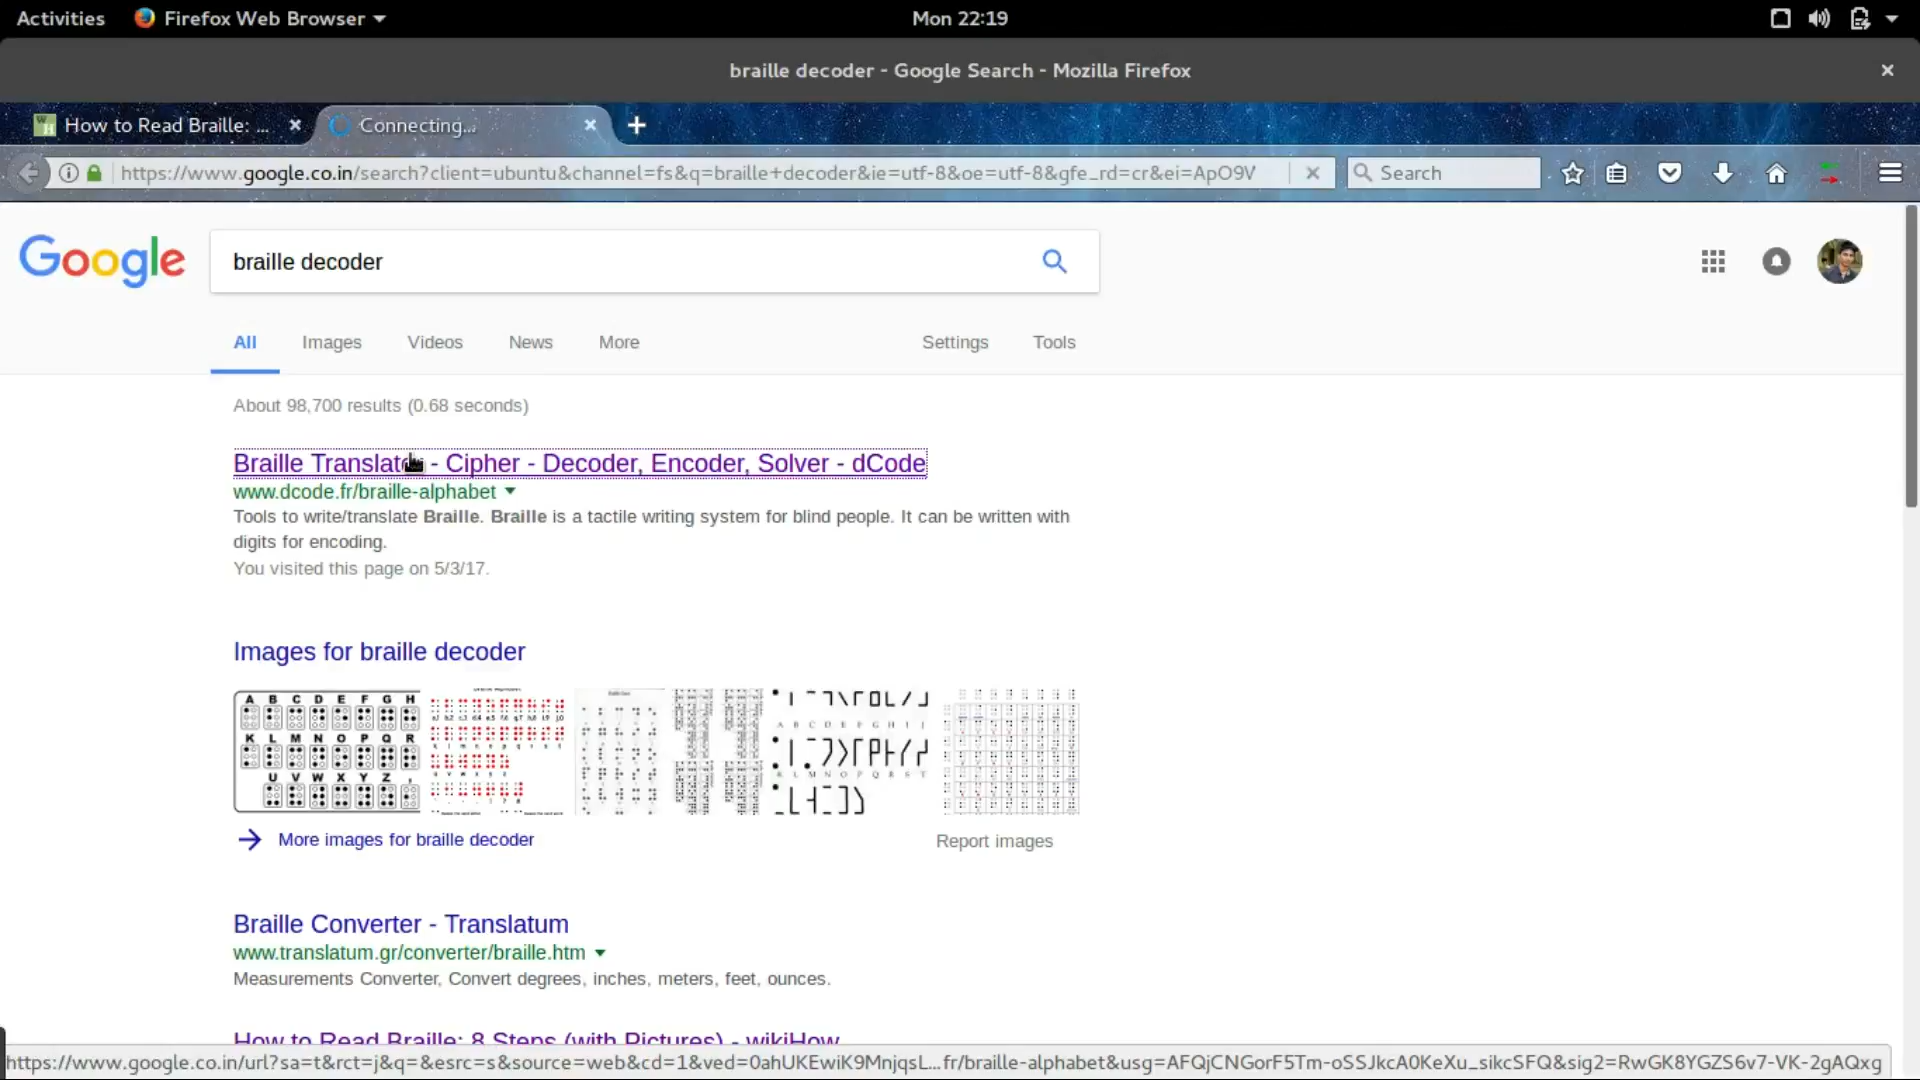 Activities Firefox Web Browser Mon 22:19
braille decoder - Google Search - Mozilla Firefox
How to Read Braille: ... Connecting...
https://www.google.co.in/search?client=ubuntu&channel=fs&q=braille+decoder&ie=utf-8&oe=utf-8&gfe_rd=cr&ei=ApO9V Search
Google braille decoder
All Images Videos News More Settings Tools
About 98,700 results (0.68 seconds)
Braille Translator - Cipher - Decoder, Encoder, Solver - dCode
www.dcode.fr/braille-alphabet
Tools to write/translate Braille. Braille is a tactile writing system for blind people. It can be written with
digits for encoding.
You visited this page on 5/3/17.
Images for braille decoder
A B C D E F G H
K L M N O P Q R
U V W X Y Z ,
A B C D E F G H I J
K L M N O P Q R S T
More images for braille decoder Report images
Braille Converter - Translatum
www.translatum.gr/converter/braille.htm
Measurements Converter, Convert degrees, inches, meters, feet, ounces.
How to Read Braille: 8 Steps (with Pictures) - wikiHow
https://www.google.co.in/url?sa=t&rct=j&q=&esrc=s&source=web&cd=1&ved=0ahUKEwiK9MnjqsL...fr/braille-alphabet&usg=AFQjCNGorF5Tm-oSSJkcA0KeXu_sikcSFQ&sig2=RwGK8YGZS6v7-VK-2gAQxg